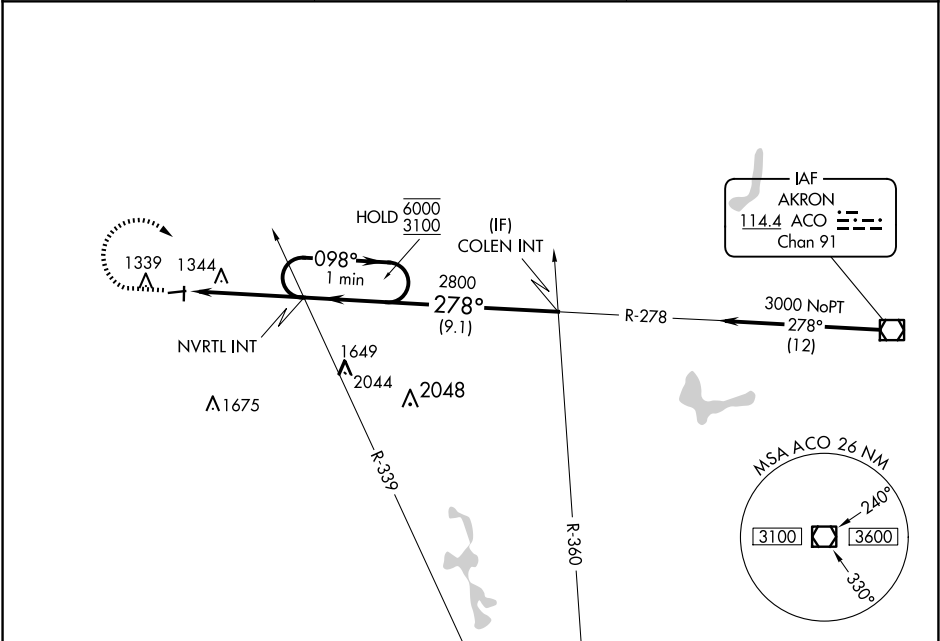 IAF
AKRON
114.4 ACO
Chan 91
HOLD 6000
3100
(IF)
COLEN INT
098°
1 min
1339
1344
2800
278°
(9.1)
R-278
3000 NoPT
278°
(12)
NVRTL INT
1649
2044
2048
1675
R-339
R-360
MSA ACO 26 NM
240°
3100
3600
330°